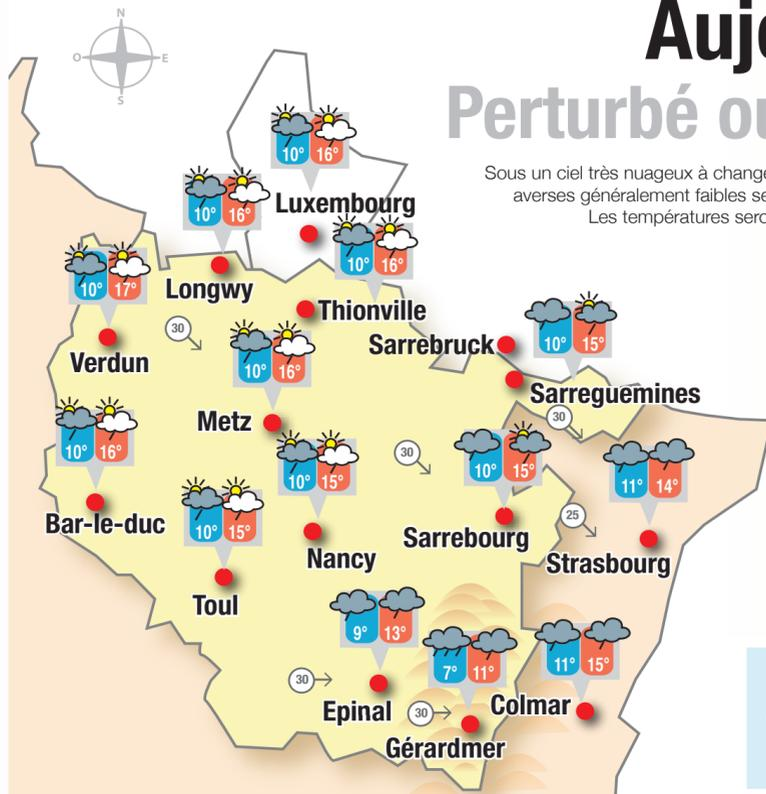 N
O
E
S
Auj
Perturbé ou
Sous un ciel très nuageux à change
averses généralement faibles se
Les températures sero
10° 16°
Luxembourg
10° 16°
Longwy
10° 16°
Thionville
10° 17°
Verdun
30
10° 16°
Metz
Sarrebruck
10° 15°
Sarreguemines
30
10° 16°
Bar-le-duc
10° 15°
Nancy
30
10° 15°
Sarrebourg
11° 14°
Strasbourg
25
10° 15°
Toul
9° 13°
Epinal
30
7° 11°
Gérardmer
30
11° 15°
Colmar